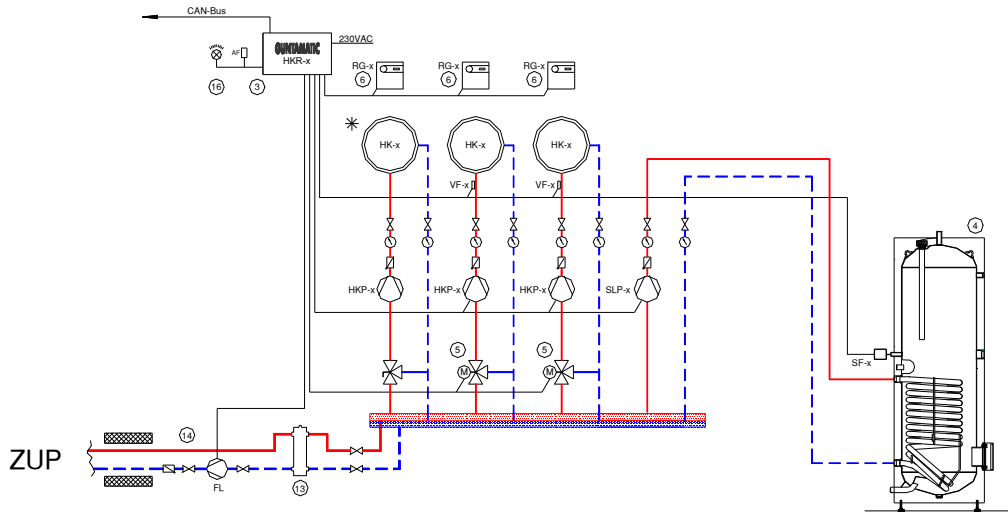 CAN-Bus
GUNTAMATIC
HKR-x
230VAC
AF
16
3
RG-x
6
RG-x
6
RG-x
6
HK-x
HK-x
HK-x
VF-x
VF-x
4
HKP-x
HKP-x
HKP-x
SLP-x
SF-x
5
5
M
M
14
ZUP
FL
13